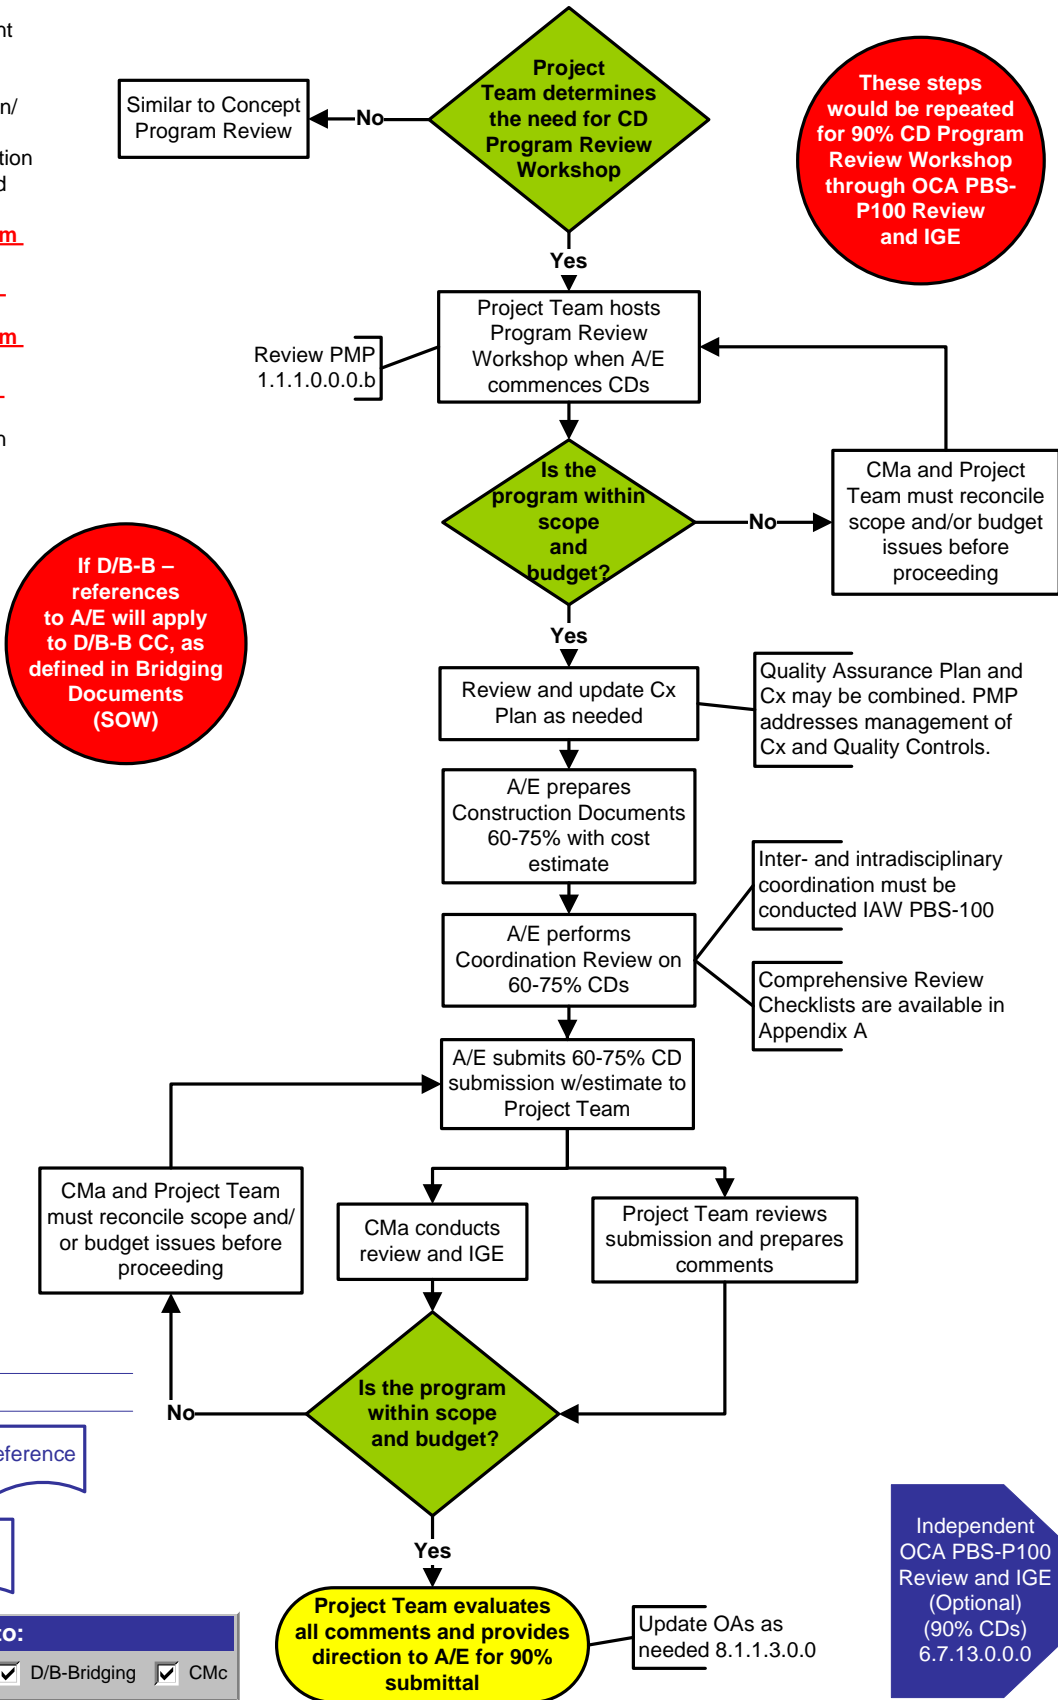 nt
n/
tion
d
m
m
n
Project
Team determines
the need for CD
Program Review
Workshop
Similar to Concept
Program Review
No
These steps
would be repeated
for 90% CD Program
Review Workshop
through OCA PBS-
P100 Review
and IGE
Yes
Project Team hosts
Program Review
Workshop when A/E
commences CDs
Review PMP
1.1.1.0.0.0.b
Is the
program within
scope
and
budget?
No
CMa and Project
Team must reconcile
scope and/or budget
issues before
proceeding
If D/B-B –
references
to A/E will apply
to D/B-B CC, as
defined in Bridging
Documents
(SOW)
Yes
Review and update Cx
Plan as needed
Quality Assurance Plan and
Cx may be combined. PMP
addresses management of
Cx and Quality Controls.
A/E prepares
Construction Documents
60-75% with cost
estimate
A/E performs
Coordination Review on
60-75% CDs
Inter- and intradisciplinary
coordination must be
conducted IAW PBS-100
Comprehensive Review
Checklists are available in
Appendix A
A/E submits 60-75% CD
submission w/estimate to
Project Team
CMa and Project Team
must reconcile scope and/
or budget issues before
proceeding
CMa conducts
review and IGE
Project Team reviews
submission and prepares
comments
Is the program
within scope
and budget?
No
eference
Yes
Project Team evaluates
all comments and provides
direction to A/E for 90%
submittal
Update OAs as
needed 8.1.1.3.0.0
Independent
OCA PBS-P100
Review and IGE
(Optional)
(90% CDs)
6.7.13.0.0.0
to:
D/B-Bridging CMc